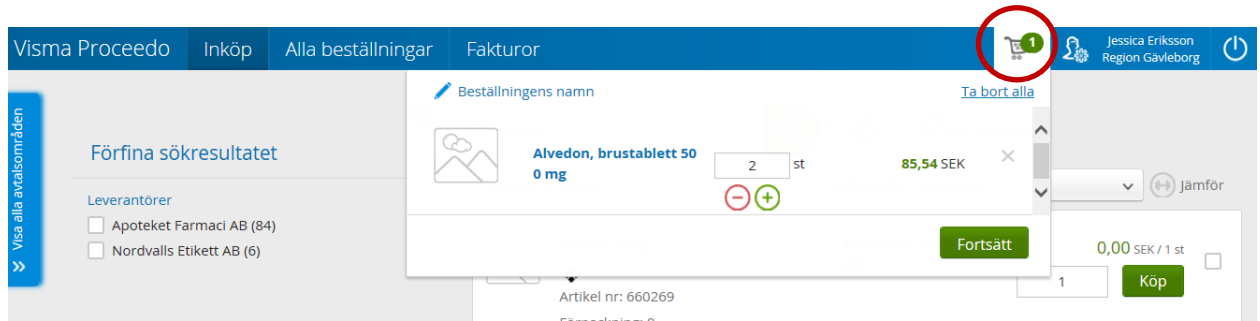 Visma Proceedo Inköp Alla beställningar Fakturor 1 Jessica Eriksson
Region Gävleborg
Beställningens namn Ta bort alla
Visa alla avtalsområden
Förfina sökresultatet
Alvedon, brustablett 50
0 mg
2 st 85,54 SEK
Jämför
Leverantörer
Apoteket Farmaci AB (84)
Nordvalls Etikett AB (6)
Fortsätt
0,00 SEK / 1 st
1 Köp
Artikel nr: 660269